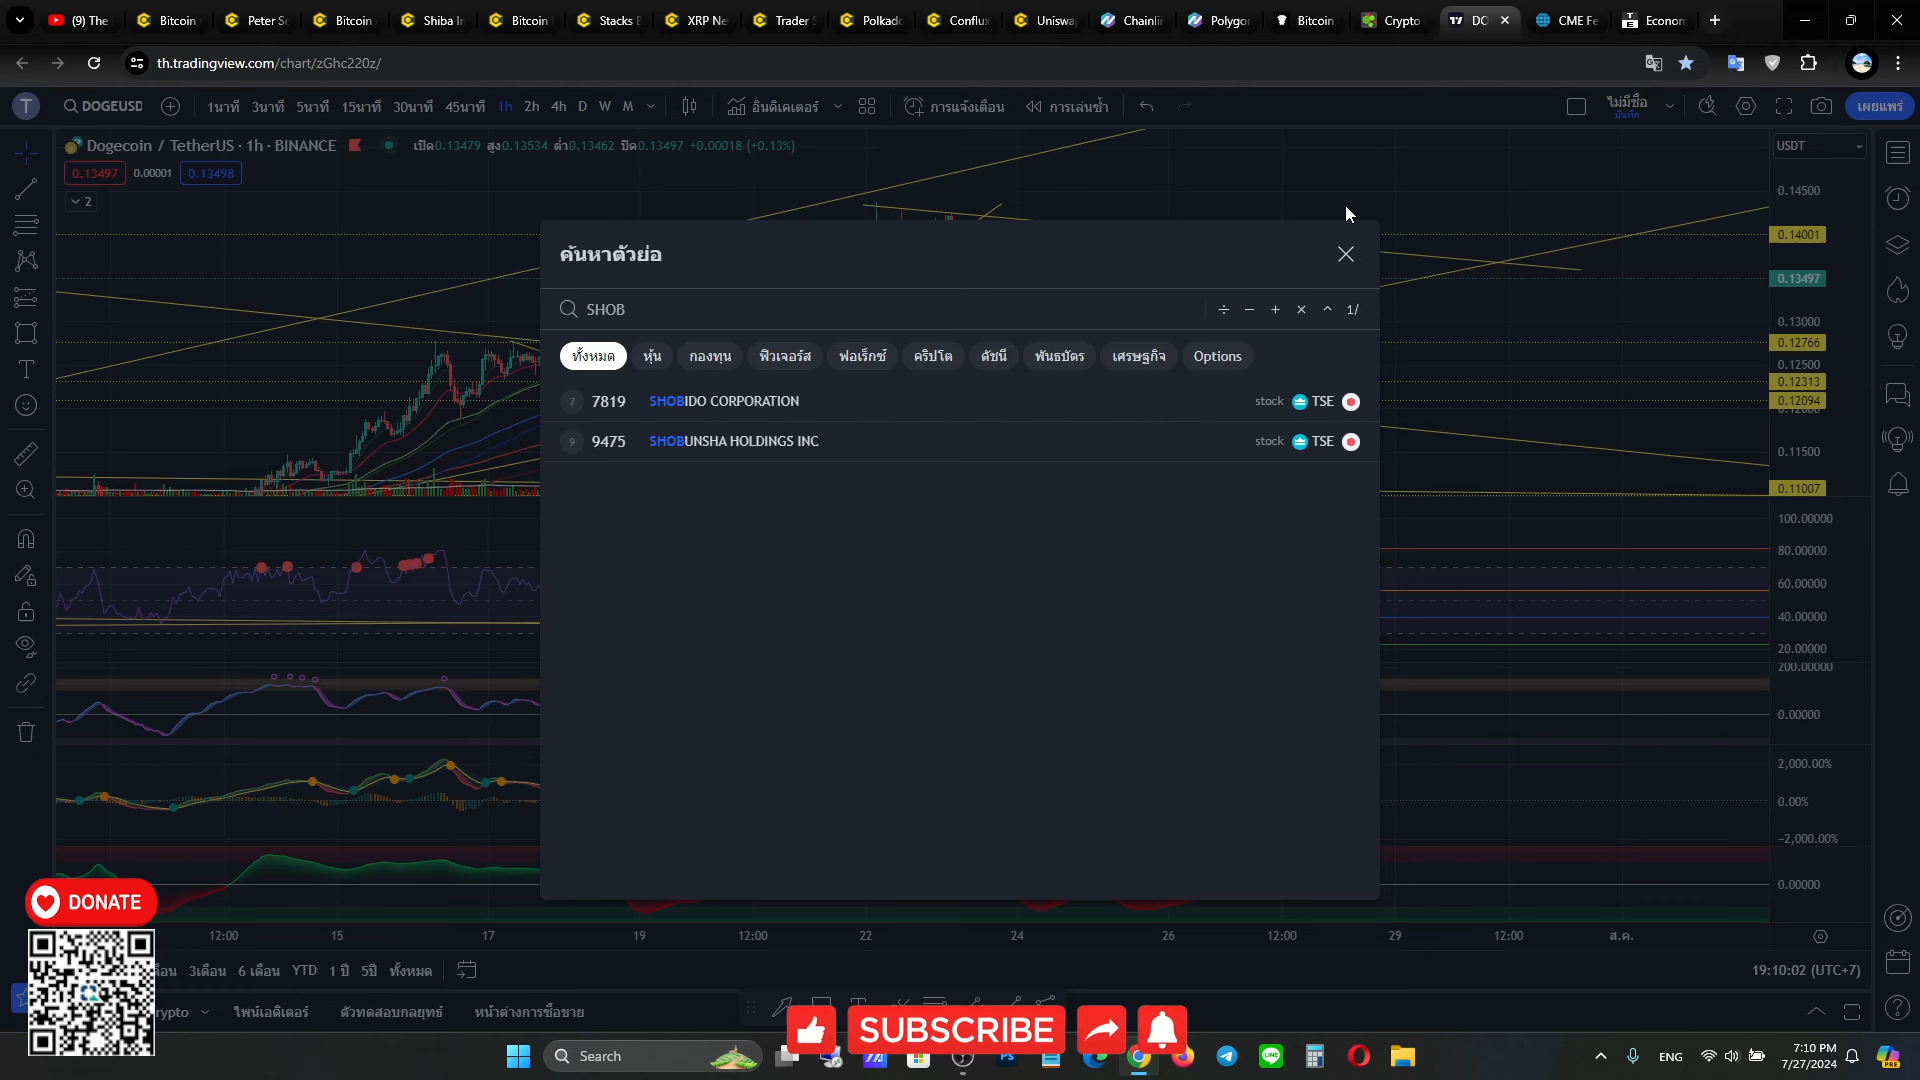 (9) The
Bitcoin
Peter Sc
Bitcoin
Shiba In
Bitcoin
Stacks
XRP Ne
Trader
Polkado
Conflux
Uniswa
Chainlin
Polygon
Bitcoin
Crypto
DO
CME Fe
Econom
th.tradingview.com/chart/zGhc220z/
T
DOGEUSD
1นาที
3นาที
5นาที
15นาที
30นาที
45นาที
1h
2h
4h
D
W
M
อินดิเคเตอร์
การแจ้งเตือน
การเล่นซ้ำ
ไม่มีชื่อ
บันทึก
เผยแพร่
Dogecoin / TetherUS · 1h · BINANCE
เปิด0.13479 สูง0.13534 ต่ำ0.13462 ปิด0.13497 +0.00018 (+0.13%)
USDT
0.13497
0.00001
0.13498
2
0.14500
0.14001
0.13497
0.13000
0.12766
0.12500
0.12313
0.12094
0.12000
0.11500
0.11007
100.00000
80.00000
60.00000
40.00000
20.00000
200.00000
0.00000
2,000.00%
0.00%
−2,000.00%
0.00000
ค้นหาตัวย่อ
SHOB
1/
ทั้งหมด
หุ้น
กองทุน
ฟิวเจอร์ส
ฟอเร็กซ์
คริปโต
ดัชนี
พันธบัตร
เศรษฐกิจ
Options
7 7819 SHOBIDO CORPORATION stock TSE
9 9475 SHOBUNSHA HOLDINGS INC stock TSE
DONATE
12:00
15
17
19
12:00
22
24
26
12:00
29
12:00
ส.ค.
3เดือน
6 เดือน
YTD
1 ปี
5ปี
ทั้งหมด
19:10:02 (UTC+7)
ไพน์เอดิเตอร์
ตัวทดสอบกลยุทธ์
หน้าต่างการซื้อขาย
SUBSCRIBE
Search
ENG
7:10 PM
7/27/2024